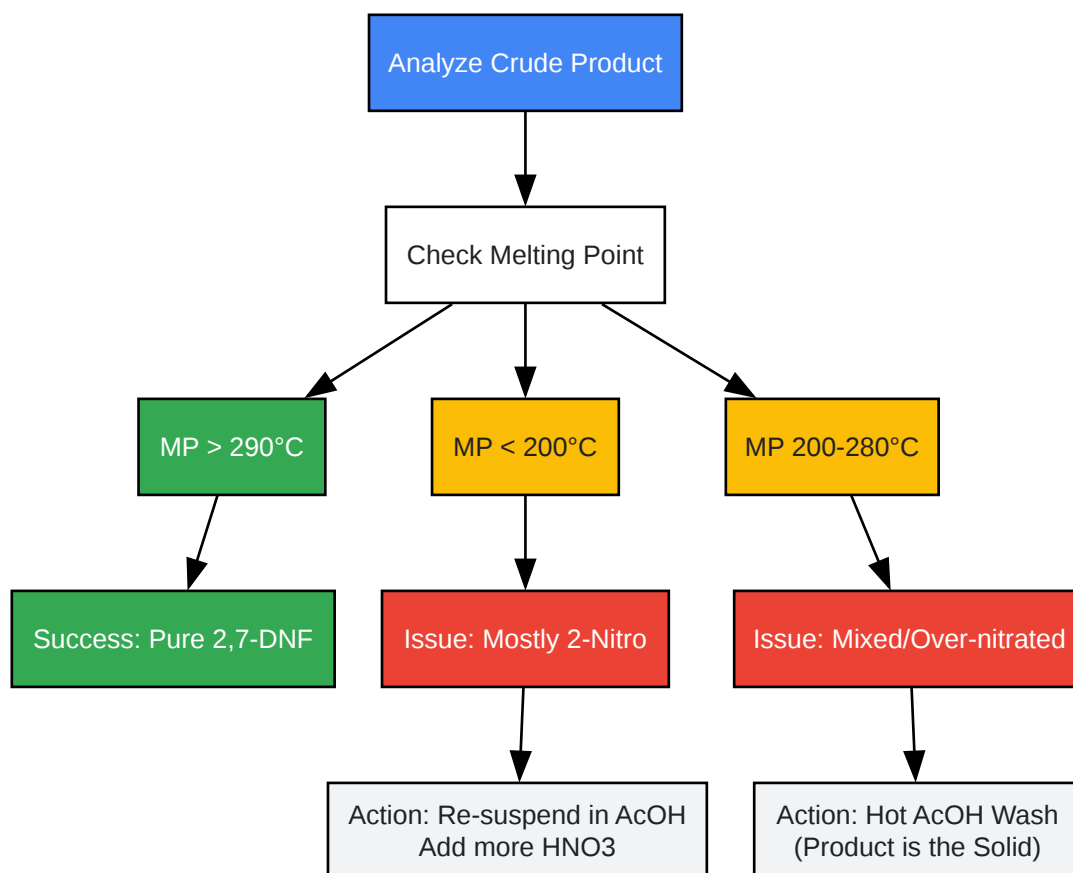 Analyze Crude Product
Check Melting Point
MP > 290°C
MP < 200°C
MP 200-280°C
Success: Pure 2,7-DNF
Issue: Mostly 2-Nitro
Issue: Mixed/Over-nitrated
Action: Re-suspend in AcOH
Add more HNO3
Action: Hot AcOH Wash
(Product is the Solid)